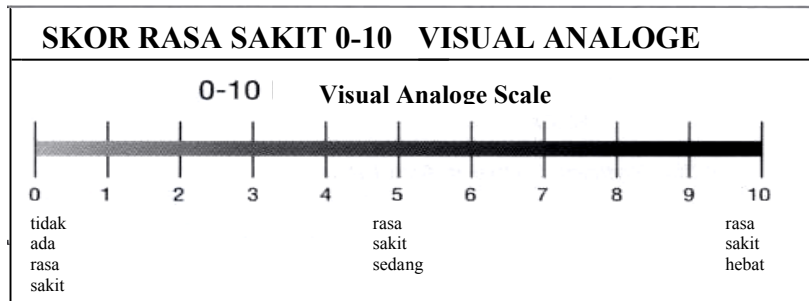 SKOR RASA SAKIT 0-10 VISUAL ANALOGE
0-10 Visual Analoge Scale
0 1 2 3 4 5 6 7 8 9 10
tidak rasa rasa
ada sakit sakit
rasa sedang hebat
sakit